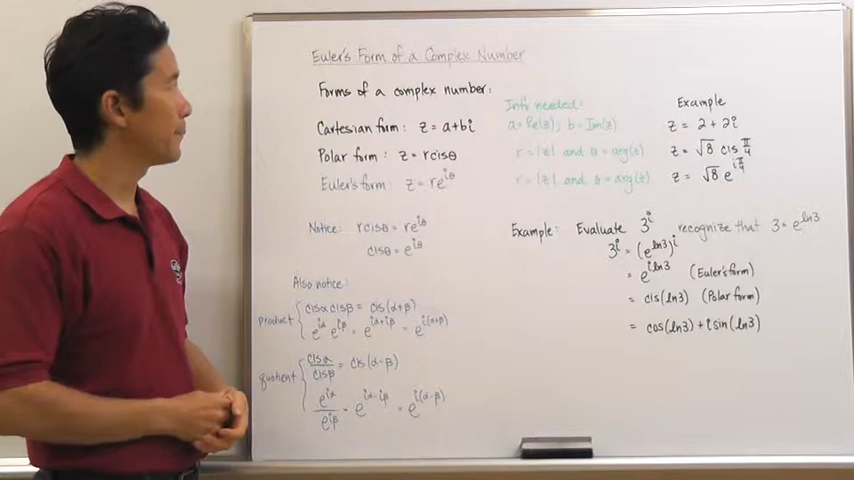 Euler's Form of a Complex Number
Forms of a complex number:
Info needed:
Example
Cartesian form: z = a+bi
a=Re(z), b=Im(z)
z = 2 + 2i
Polar form: z = rcisθ
r=|z| and θ=arg(z)
z = √8 cis π/4
Euler's form: z = re^{iθ}
r=|z| and θ=arg(z)
z = √8 e^{iπ/4}
Notice: rcisθ = re^{iθ}
cisθ = e^{iθ}
Also notice:
product { cisα cisβ = cis(α+β)
e^{iα} e^{iβ} = e^{iα+iβ} = e^{i(α+β)}
quotient { cisα/cisβ = cis(α-β)
e^{iα}/e^{iβ} = e^{iα-iβ} = e^{i(α-β)}
Example: Evaluate 3^i recognize that 3 = e^{ln3}
3^i = (e^{ln3})^i
= e^{iln3} (Euler's form)
= cis(ln3) (Polar form)
= cos(ln3) + isin(ln3)